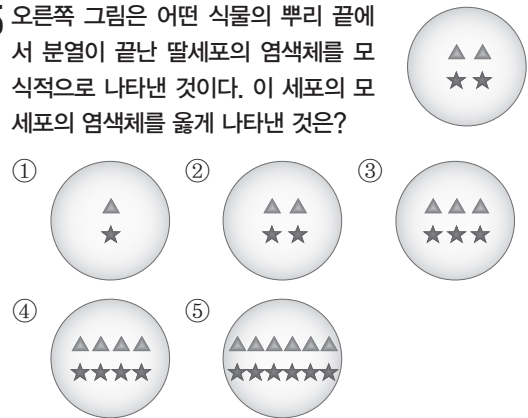 5 오른쪽 그림은 어떤 식물의 뿌리 끝에
서 분열이 끝난 딸세포의 염색체를 모
식적으로 나타낸 것이다. 이 세포의 모
세포의 염색체를 옳게 나타낸 것은?
① ② ③
④ ⑤